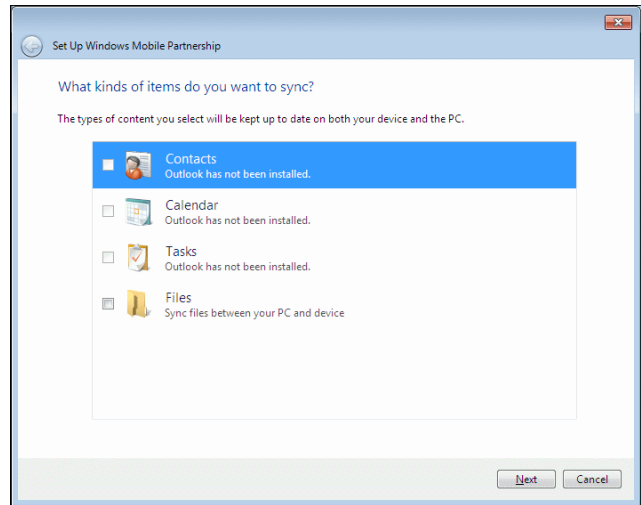 Set Up Windows Mobile Partnership
What kinds of items do you want to sync?
The types of content you select will be kept up to date on both your device and the PC.
Contacts
Outlook has not been installed.
Calendar
Outlook has not been installed.
Tasks
Outlook has not been installed.
Files
Sync files between your PC and device
Next
Cancel